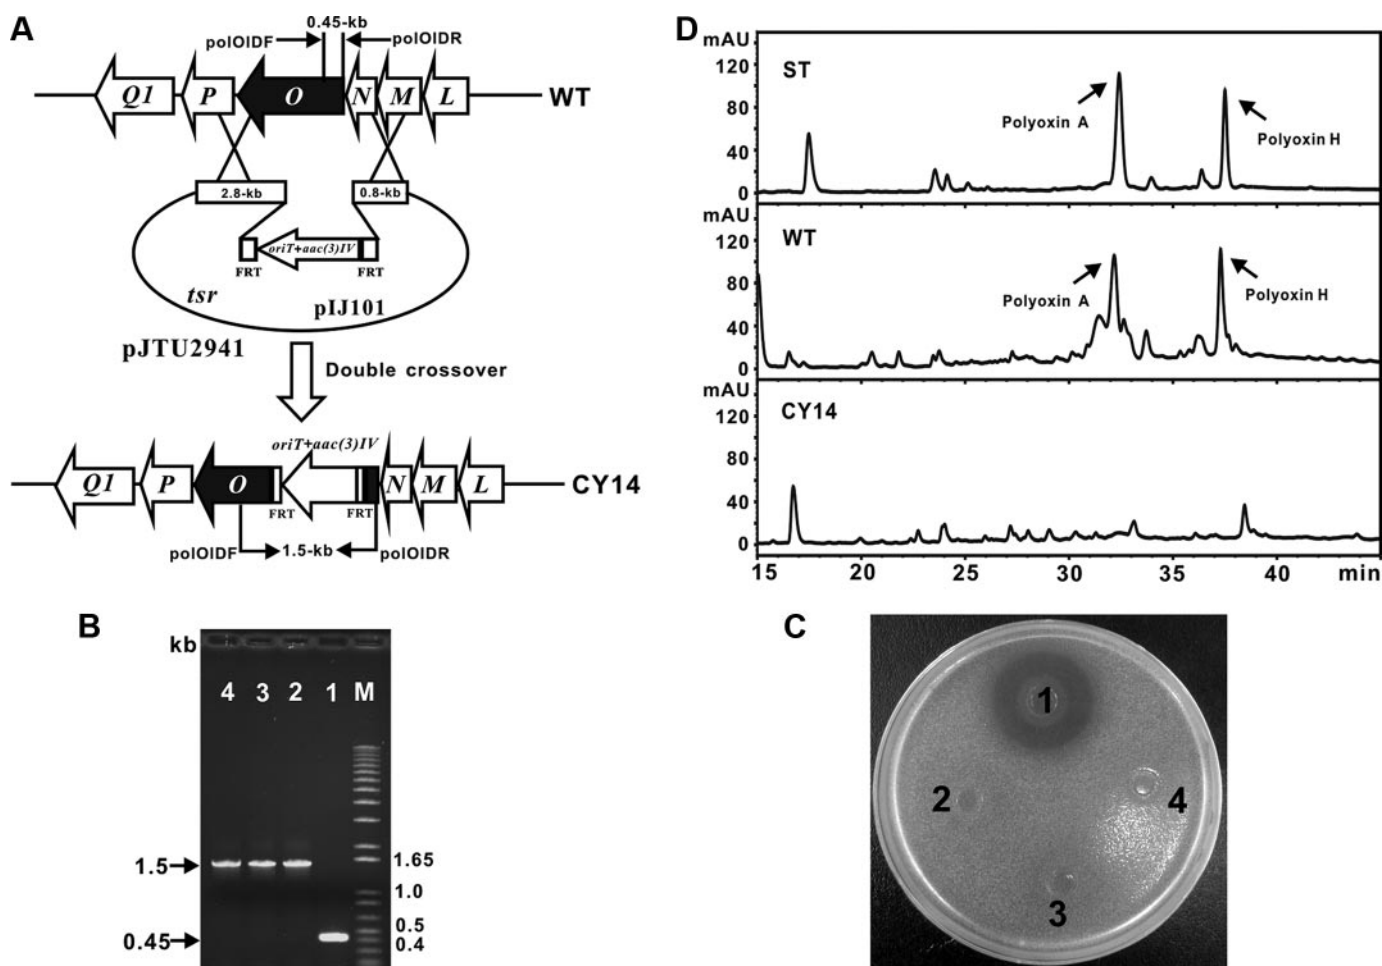 A
0.45-kb
polOIDF
polOIDR
Q1 P O N M L
WT
2.8-kb
0.8-kb
oriT+aac(3)IV
FRT
FRT
tsr
pIJ101
pJTU2941
Double crossover
oriT+aac(3)IV
Q1 P O N M L
CY14
FRT
FRT
polOIDF
1.5-kb
polOIDR
B
kb
4 3 2 1 M
1.5
1.65
1.0
0.5
0.45
0.4
D
mAU
ST
120
80
40
0
Polyoxin A
Polyoxin H
mAU
WT
120
80
40
0
Polyoxin A
Polyoxin H
mAU
CY14
120
80
40
0
15 20 25 30 35 40 min
C
1
2
4
3